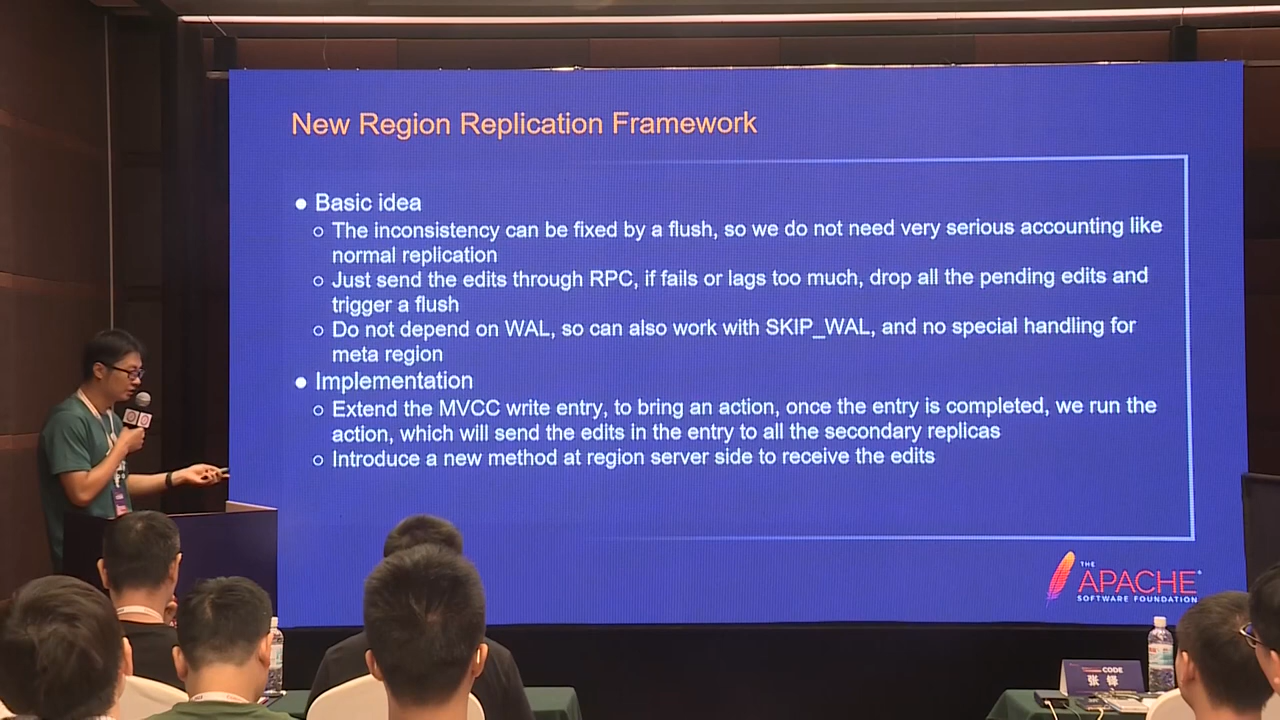 New Region Replication Framework
● Basic idea
○ The inconsistency can be fixed by a flush, so we do not need very serious accounting like
normal replication
○ Just send the edits through RPC, if fails or lags too much, drop all the pending edits and
trigger a flush
○ Do not depend on WAL, so can also work with SKIP_WAL, and no special handling for
meta region
● Implementation
○ Extend the MVCC write entry, to bring an action, once the entry is completed, we run the
action, which will send the edits in the entry to all the secondary replicas
○ Introduce a new method at region server side to receive the edits
THE
APACHE
SOFTWARE FOUNDATION
CODE
张 铎